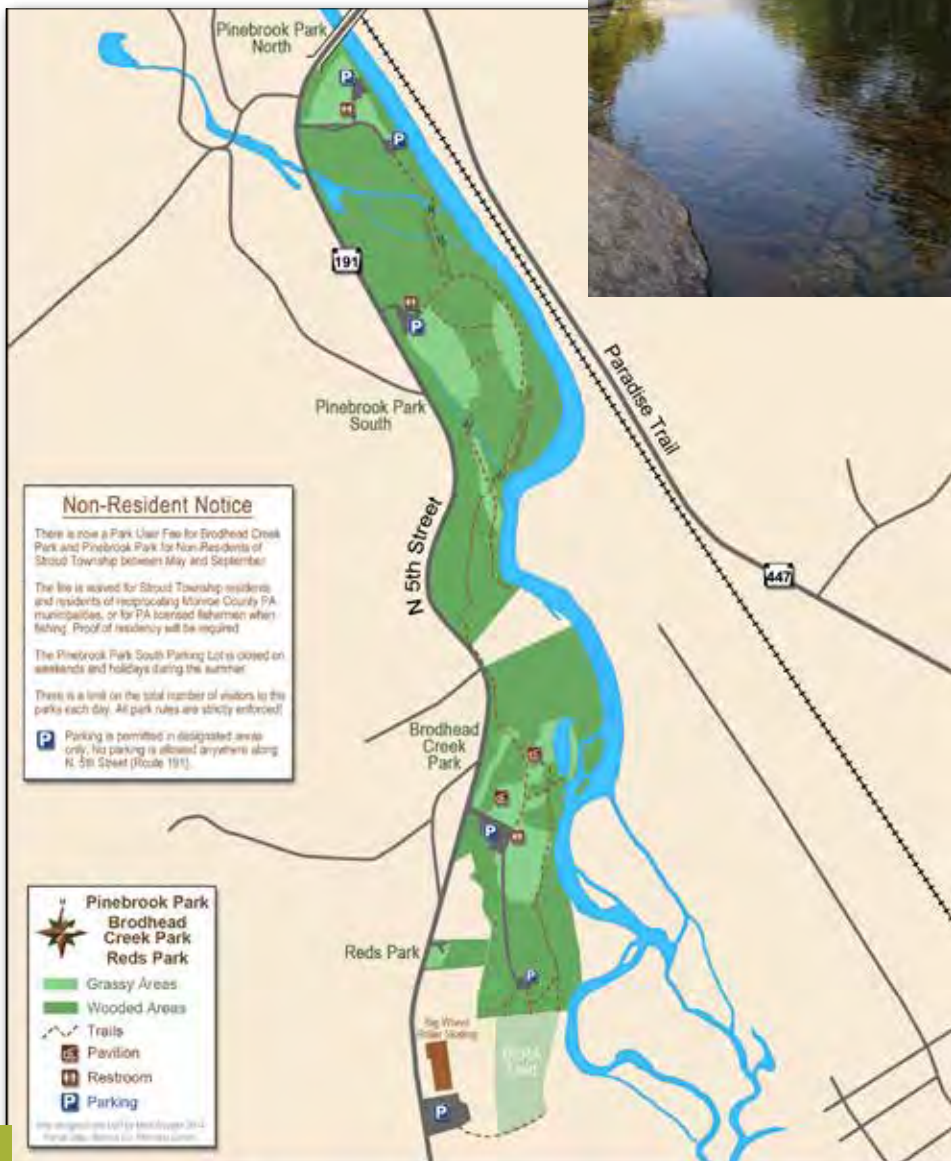 Pinebrook Park
North
191
Pinebrook Park
South
Paradise Trail
N 5th Street
447
Non-Resident Notice
There is now a Park User Fee for Brodhead Creek
Park and Pinebrook Park for Non-Residents of
Stroud Township between May and September
The fee is waived for Stroud Township residents
and residents of reciprocating Monroe County PA
municipalities, or for PA licensed fishermen when
fishing. Proof of residency will be required
The Pinebrook Park South Parking Lot is closed on
weekends and holidays during the summer
There is a limit on the total number of visitors to the
parks each day. All park rules are strictly enforced!
P Parking is permitted in designated areas
only. No parking is allowed anywhere along
N. 5th Street (Route 191).
Brodhead
Creek
Park
Reds Park
Big Wheel
Roller Skating
P
P
P
P
P
P
N
Pinebrook Park
Brodhead
Creek Park
Reds Park
Grassy Areas
Wooded Areas
Trails
Pavilion
Restroom
P Parking